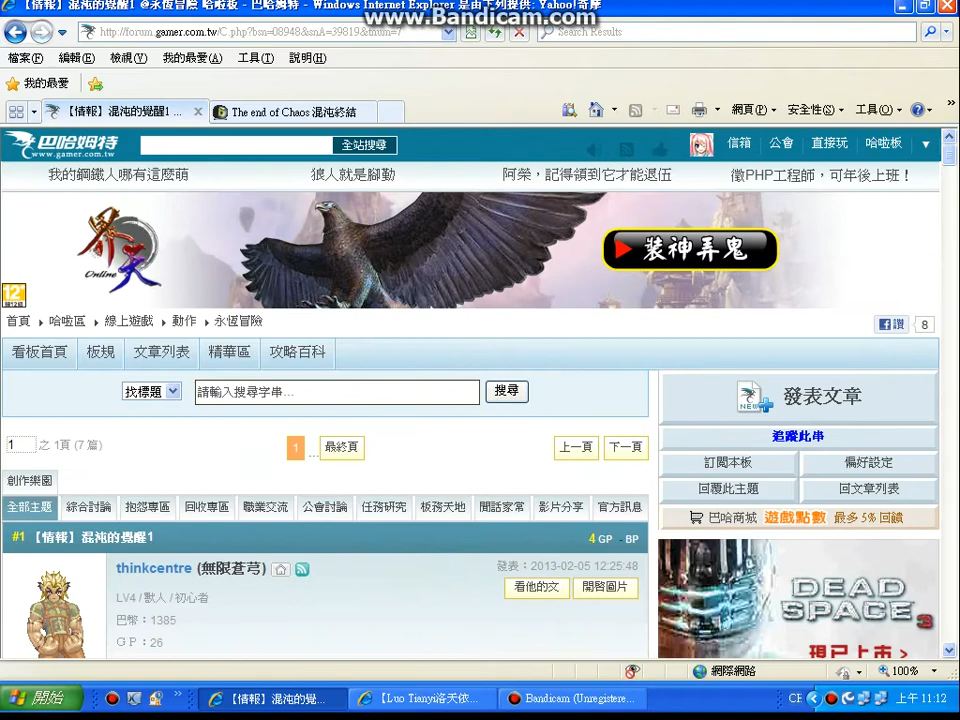 【情報】混沌的覺醒1 @永恆冒險 哈啦板 - 巴哈姆特 - Windows Internet Explorer 是由下列提供: Yahoo!奇摩
www.Bandicam.com
http://forum.gamer.com.tw/C.php?bsn=08948&snA=39819&tnum=7
Search Results
檔案(F) 編輯(E) 檢視(V) 我的最愛(A) 工具(T) 說明(H)
我的最愛
【情報】混沌的覺醒1 ... The end of Chaos 混沌終結 網頁(P) 安全性(S) 工具(O)
巴哈姆特 www.gamer.com.tw 全站搜尋 信箱 公會 直接玩 哈啦板
我的鋼鐵人哪有這麼萌 狼人就是腳勤 阿榮，記得領到它才能退伍 徵PHP工程師，可年後上班！
界天 Online
裝神弄鬼
12+
首頁 哈啦區 線上遊戲 動作 永恆冒險 讚 8
看板首頁 板規 文章列表 精華區 攻略百科
找標題 請輸入搜尋字串... 搜尋
NEW 發表文章
追蹤此串
1 之 1頁 (7 篇) 1 ... 最終頁 上一頁 下一頁
訂閱本板 偏好設定
創作樂園
回覆此主題 回文章列表
全部主題 綜合討論 抱怨專區 回收專區 職業交流 公會討論 任務研究 板務天地 閒話家常 影片分享 官方訊息
巴哈商城 遊戲點數 最多 5% 回饋
#1 【情報】混沌的覺醒1 4 GP - BP
thinkcentre (無限蒼芎) 發表：2013-02-05 12:25:48
看他的文 開啓圖片
LV4 / 獸人 / 初心者
巴幣：1385
GP：26
DEAD SPACE 3
現已上市 >
網際網路 100%
開始 【情報】混沌的覺... 【Luo Tianyi洛天依... Bandicam (Unregistere... CH 上午 11:12